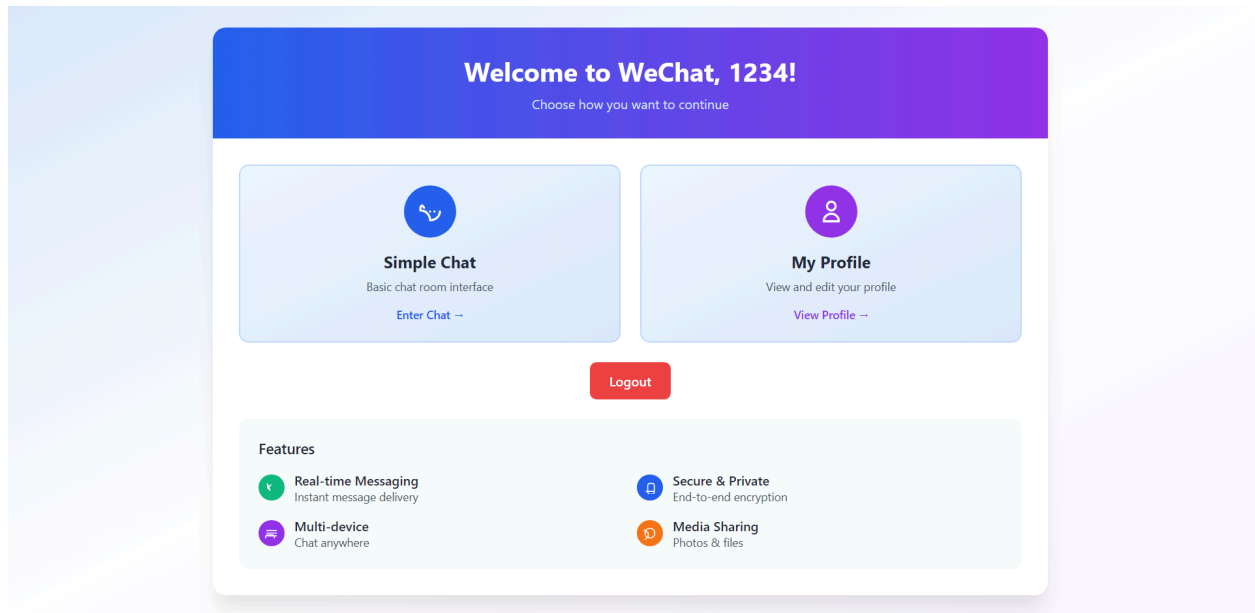 Welcome to WeChat, 1234!
Choose how you want to continue
Simple Chat
Basic chat room interface
Enter Chat →
My Profile
View and edit your profile
View Profile →
Logout
Features
Real-time Messaging
Instant message delivery
Secure & Private
End-to-end encryption
Multi-device
Chat anywhere
Media Sharing
Photos & files